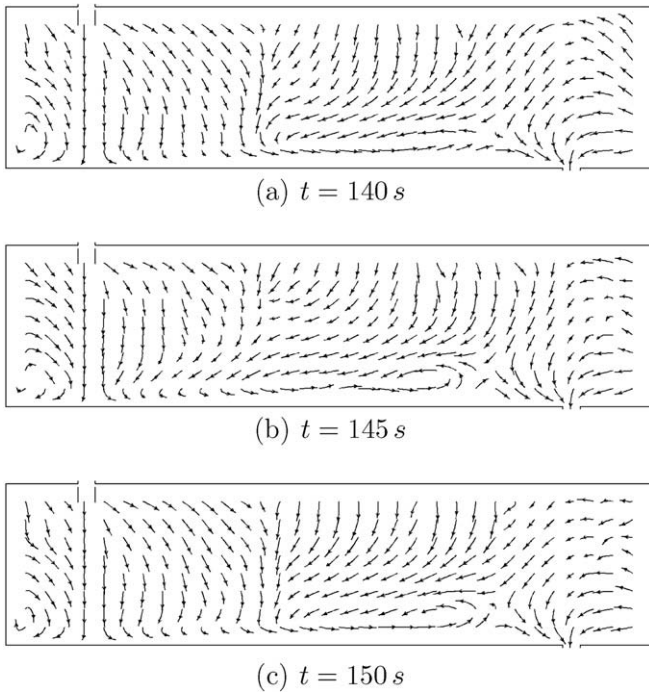 (a) t = 140 s
(b) t = 145 s
(c) t = 150 s